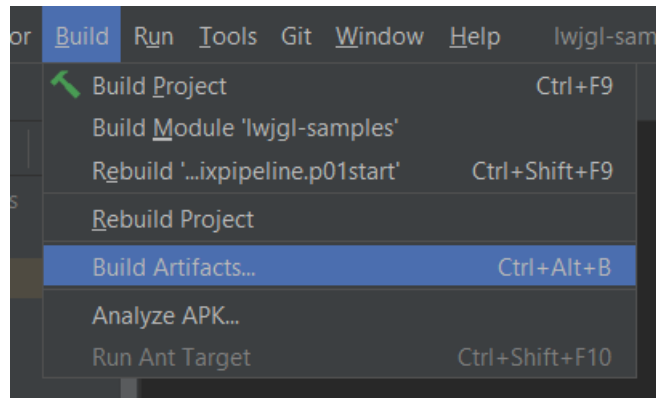 or Build Run Tools Git Window Help lwjgl-sam
Build Project Ctrl+F9
Build Module 'lwjgl-samples'
Rebuild '...ixpipeline.p01start' Ctrl+Shift+F9
s
Rebuild Project
Build Artifacts... Ctrl+Alt+B
Analyze APK...
Run Ant Target Ctrl+Shift+F10